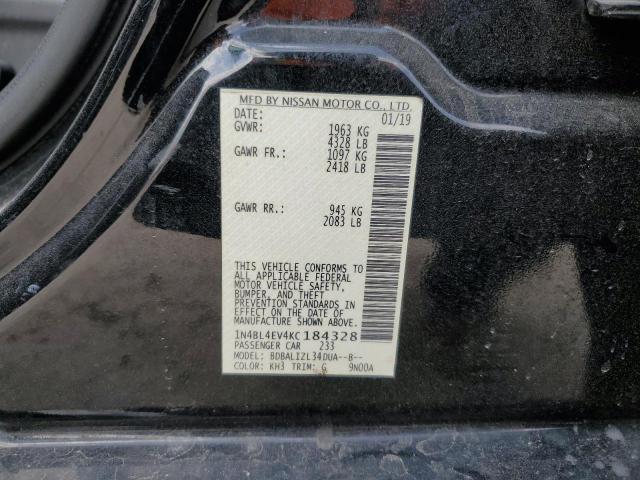 MFD BY NISSAN MOTOR CO., LTD.
DATE: 01/19
GVWR: 1963 KG
4328 LB
GAWR FR.: 1097 KG
2418 LB
GAWR RR.: 945 KG
2083 LB
THIS VEHICLE CONFORMS TO
ALL APPLICABLE FEDERAL
MOTOR VEHICLE SAFETY,
BUMPER, AND THEFT
PREVENTION STANDARDS IN
EFFECT ON THE DATE OF
MANUFACTURE SHOWN ABOVE.
1N4BL4EV4KC184328
PASSENGER CAR 233
MODEL: BDBALIZL34DUA--B--
COLOR: KH3 TRIM: G 9N00A